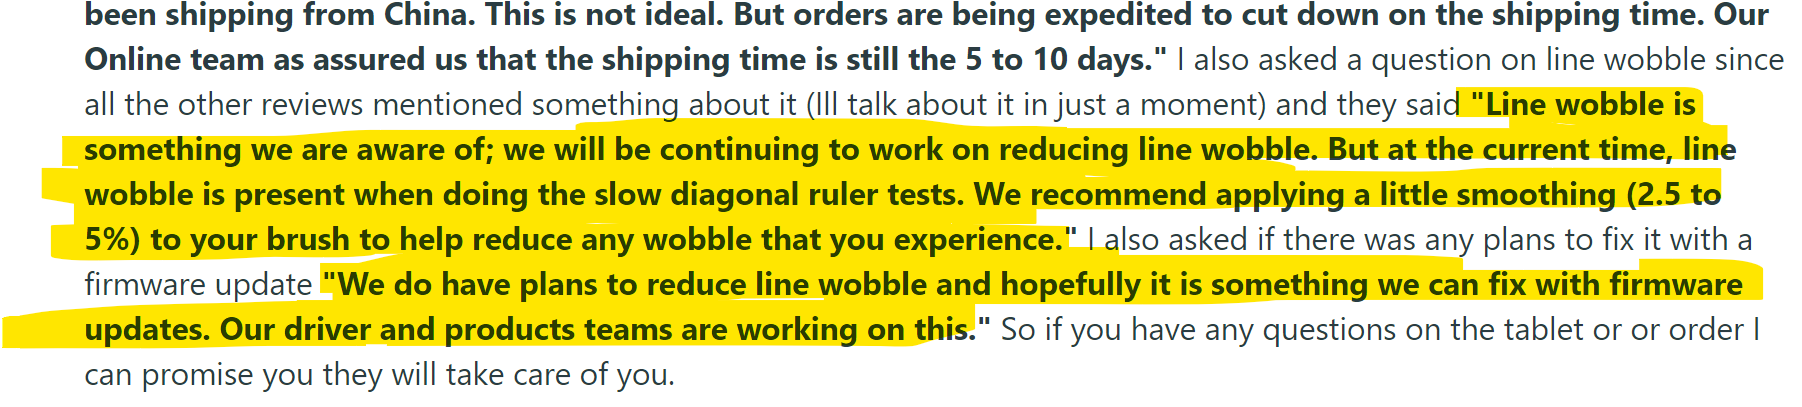 been shipping from China. This is not ideal. But orders are being expedited to cut down on the shipping time. Our
Online team as assured us that the shipping time is still the 5 to 10 days." I also asked a question on line wobble since
all the other reviews mentioned something about it (Ill talk about it in just a moment) and they said "Line wobble is
something we are aware of; we will be continuing to work on reducing line wobble. But at the current time, line
wobble is present when doing the slow diagonal ruler tests. We recommend applying a little smoothing (2.5 to
5%) to your brush to help reduce any wobble that you experience." I also asked if there was any plans to fix it with a
firmware update "We do have plans to reduce line wobble and hopefully it is something we can fix with firmware
updates. Our driver and products teams are working on this." So if you have any questions on the tablet or or order I
can promise you they will take care of you.